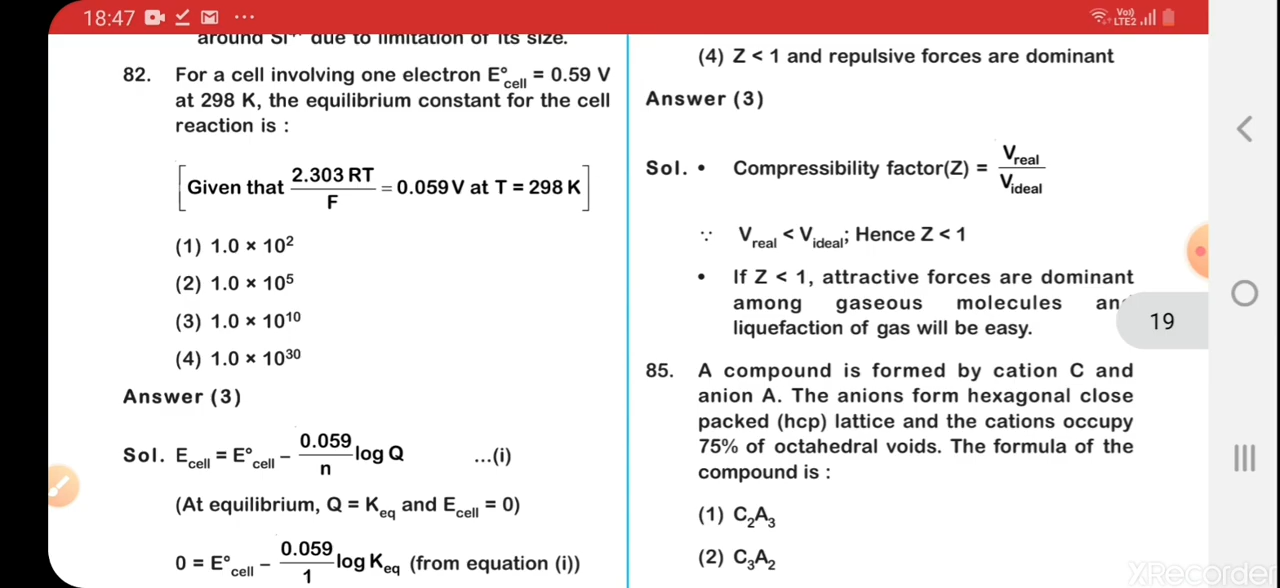 18:47
Vo))
LTE2
around Si⁴⁺ due to limitation of its size.
82. For a cell involving one electron E°cell = 0.59 V
at 298 K, the equilibrium constant for the cell
reaction is :
[Given that 2.303 RT / F = 0.059 V at T = 298 K]
(1) 1.0 × 10²
(2) 1.0 × 10⁵
(3) 1.0 × 10¹⁰
(4) 1.0 × 10³⁰
Answer (3)
Sol. Ecell = E°cell – 0.059/n log Q ...(i)
(At equilibrium, Q = Keq and Ecell = 0)
0 = E°cell – 0.059/1 log Keq (from equation (i))
(4) Z < 1 and repulsive forces are dominant
Answer (3)
Sol. • Compressibility factor(Z) = Vreal/Videal
∵ Vreal < Videal; Hence Z < 1
• If Z < 1, attractive forces are dominant
among gaseous molecules and
liquefaction of gas will be easy.
19
85. A compound is formed by cation C and
anion A. The anions form hexagonal close
packed (hcp) lattice and the cations occupy
75% of octahedral voids. The formula of the
compound is :
(1) C₂A₃
(2) C₃A₂
XRecorder